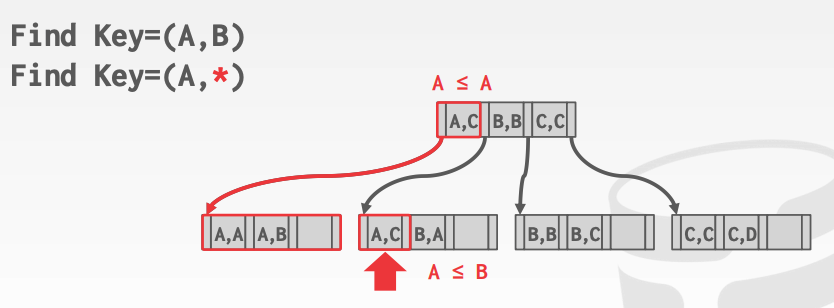 Find Key=(A,B)
Find Key=(A,*)
A ≤ A
A,C B,B C,C
A,A A,B
A,C B,A
B,B B,C
C,C C,D
A ≤ B